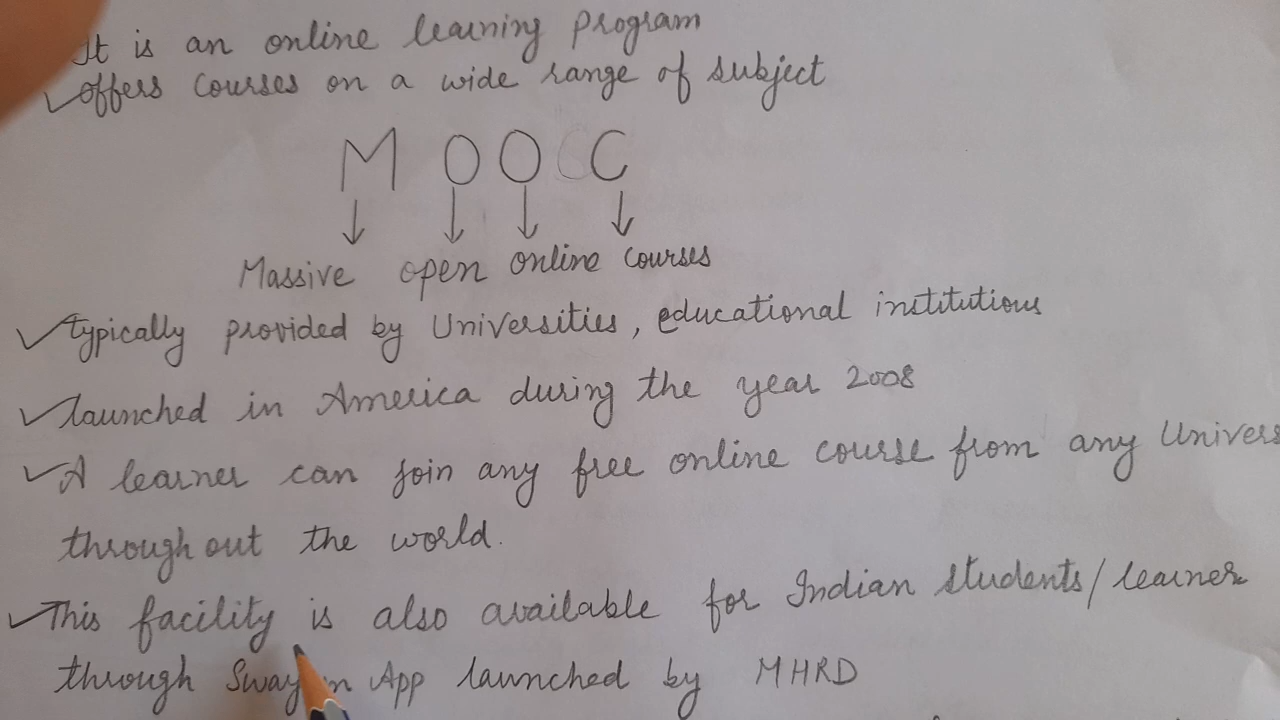 It is an online learning program
offers courses on a wide range of subject
M O O C
Massive open online courses
typically provided by Universities, educational institutions
launched in America during the year 2008
A learner can join any free online course from any Univers
through out the world.
This facility is also available for Indian students/learner
through App launched by MHRD